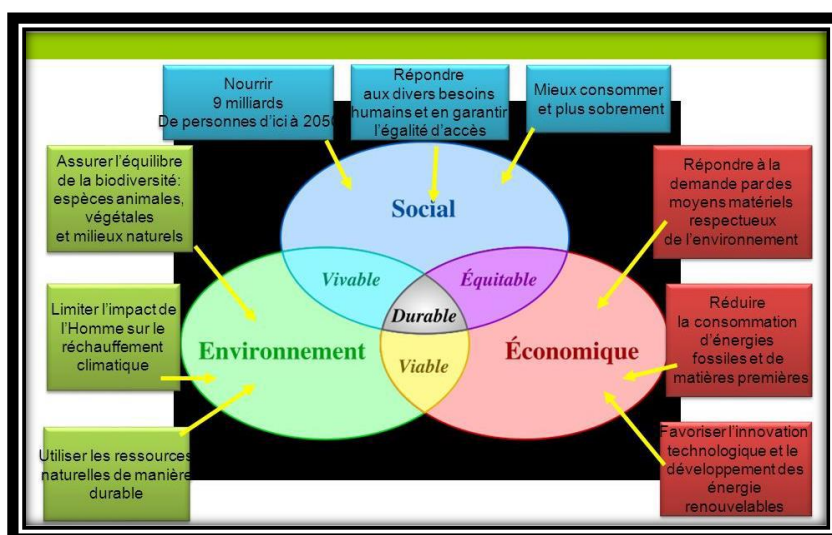 Nourrir
9 milliards
De personnes d'ici à 2050
Répondre
aux divers besoins
humains et en garantir
l'égalité d'accès
Mieux consommer
et plus sobrement
Assurer l'équilibre
de la biodiversité:
espèces animales,
végétales
et milieux naturels
Limiter l'impact de
l'Homme sur le
réchauffement
climatique
Utiliser les ressources
naturelles de manière
durable
Social
Vivable
Équitable
Durable
Environnement
Viable
Économique
Répondre à la
demande par des
moyens matériels
respectueux
de l'environnement
Réduire
la consommation
d'énergies
fossiles et de
matières premières
Favoriser l'innovation
technologique et le
développement des
énergie
renouvelables